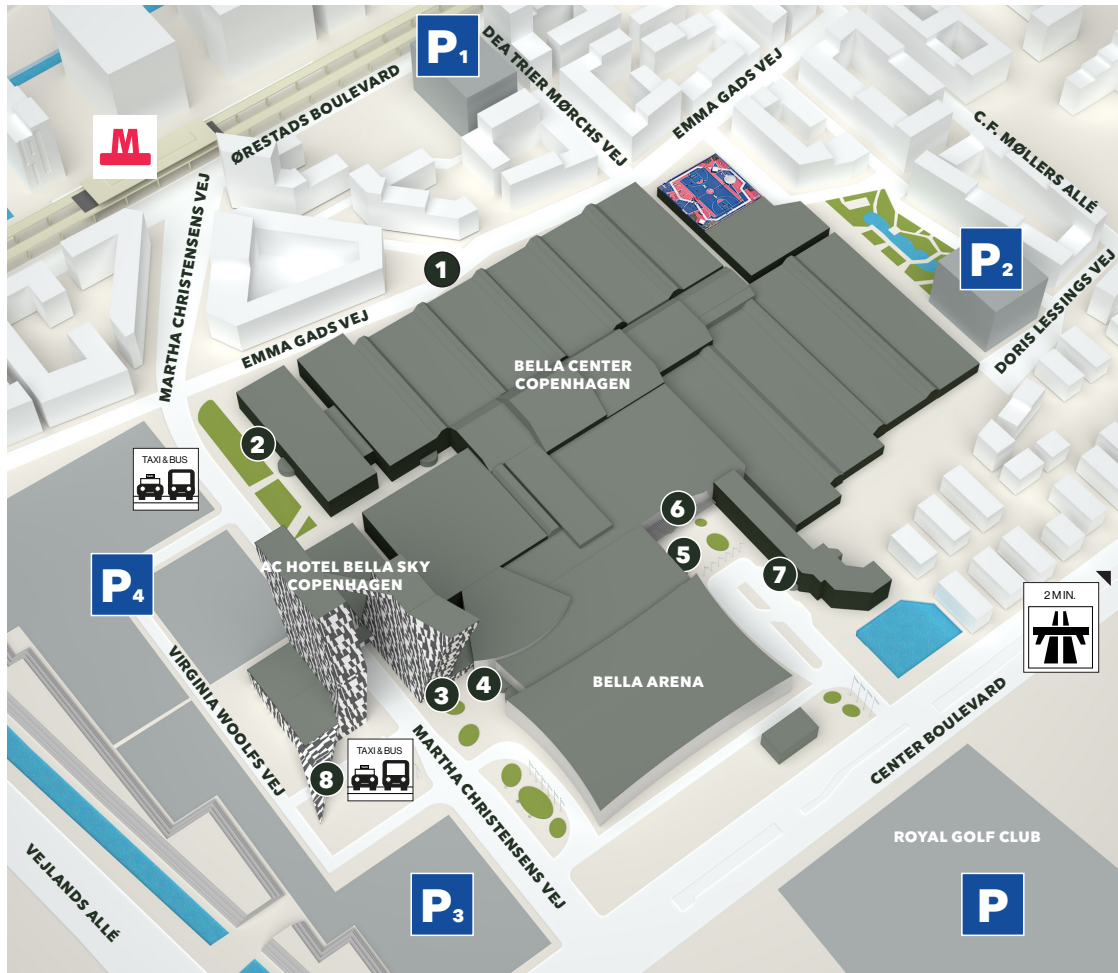 P1
DEA TRIER MØRCHS VEJ
EMMA GADS VEJ
ØRESTADS BOULEVARD
C.F. MØLLERS ALLÉ
M
MARTHA CHRISTENSENS VEJ
P2
1
DORIS LESSINGS VEJ
EMMA GADS VEJ
BELLA CENTER
COPENHAGEN
2
TAXI & BUS
6
5
AC HOTEL BELLA SKY
COPENHAGEN
7
P4
2 MIN.
BELLA ARENA
3
4
VIRGINIA WOOLFS VEJ
CENTER BOULEVARD
TAXI & BUS
8
MARTHA CHRISTENSENS VEJ
ROYAL GOLF CLUB
VEJLANDS ALLÉ
P3
P